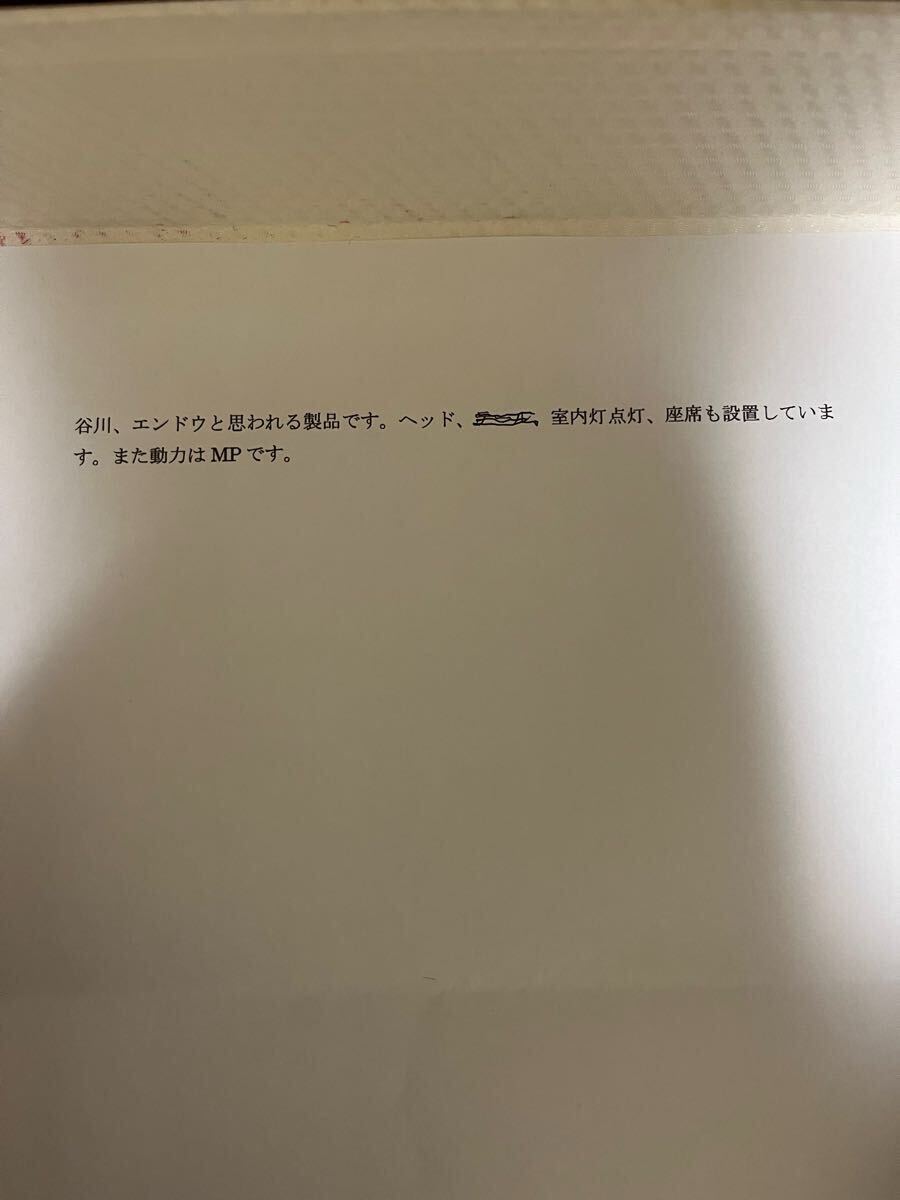 谷川、エンドウと思われる製品です。ヘッド、室内灯点灯、座席も設置していま
す。また動力は MP です。